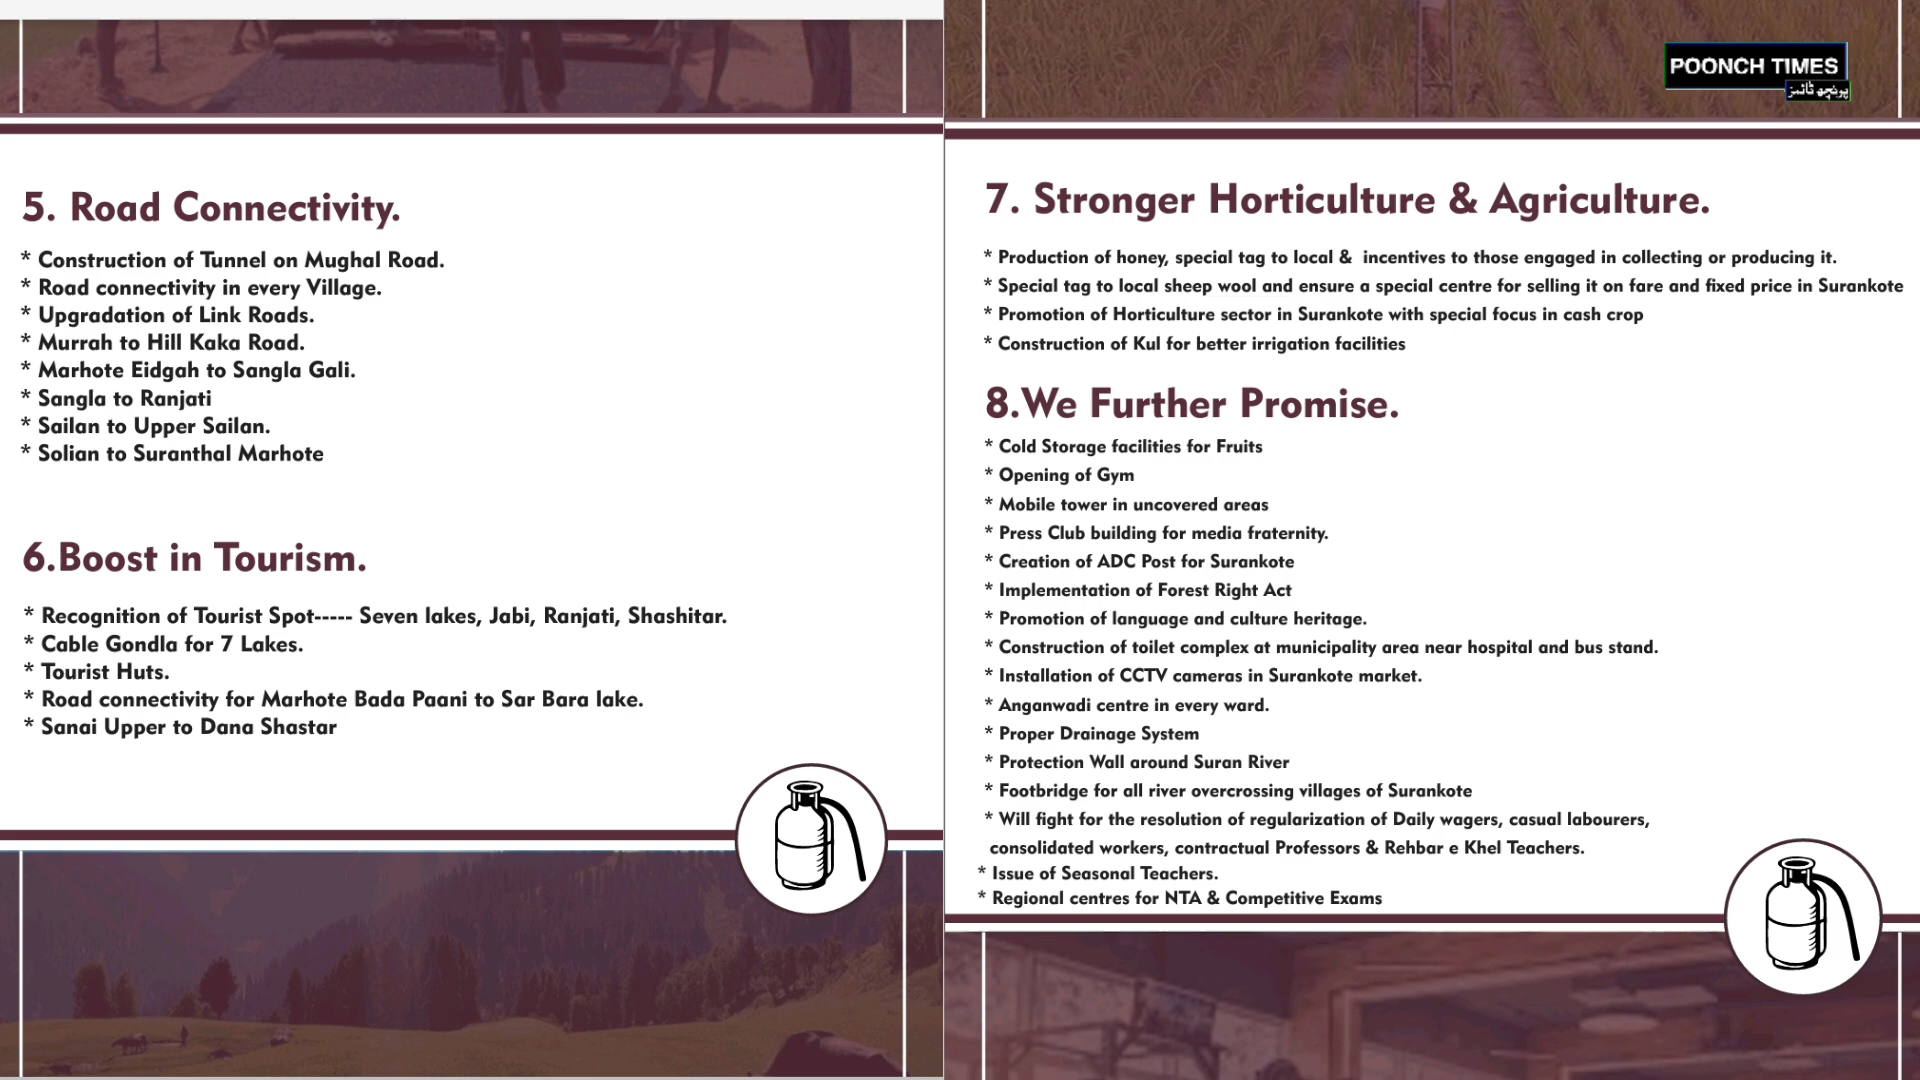 5. Road Connectivity.
* Construction of Tunnel on Mughal Road.
* Road connectivity in every Village.
* Upgradation of Link Roads.
* Murrah to Hill Kaka Road.
* Marhote Eidgah to Sangla Gali.
* Sangla to Ranjati
* Sailan to Upper Sailan.
* Solian to Suranthal Marhote
6.Boost in Tourism.
* Recognition of Tourist Spot----- Seven lakes, Jabi, Ranjati, Shashitar.
* Cable Gondla for 7 Lakes.
* Tourist Huts.
* Road connectivity for Marhote Bada Paani to Sar Bara lake.
* Sanai Upper to Dana Shastar
POONCH TIMES
پونچھ ٹائمز
7. Stronger Horticulture & Agriculture.
* Production of honey, special tag to local &  incentives to those engaged in collecting or producing it.
* Special tag to local sheep wool and ensure a special centre for selling it on fare and fixed price in Surankote
* Promotion of Horticulture sector in Surankote with special focus in cash crop
* Construction of Kul for better irrigation facilities
8.We Further Promise.
* Cold Storage facilities for Fruits
* Opening of Gym
* Mobile tower in uncovered areas
* Press Club building for media fraternity.
* Creation of ADC Post for Surankote
* Implementation of Forest Right Act
* Promotion of language and culture heritage.
* Construction of toilet complex at municipality area near hospital and bus stand.
* Installation of CCTV cameras in Surankote market.
* Anganwadi centre in every ward.
* Proper Drainage System
* Protection Wall around Suran River
* Footbridge for all river overcrossing villages of Surankote
* Will fight for the resolution of regularization of Daily wagers, casual labourers,
consolidated workers, contractual Professors & Rehbar e Khel Teachers.
* Issue of Seasonal Teachers.
* Regional centres for NTA & Competitive Exams